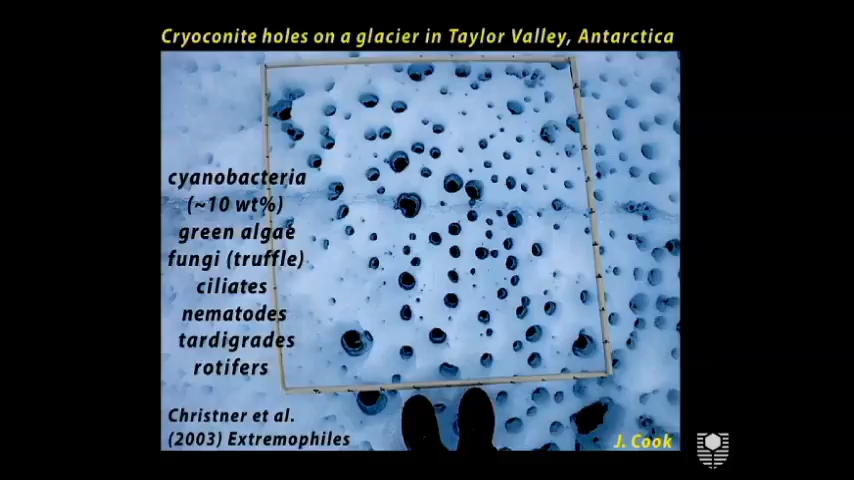 Cryoconite holes on a glacier in Taylor Valley, Antarctica
cyanobacteria
(~10 wt%)
green algae
fungi (truffle)
ciliates
nematodes
tardigrades
rotifers
Christner et al.
(2003) Extremophiles
J. Cook